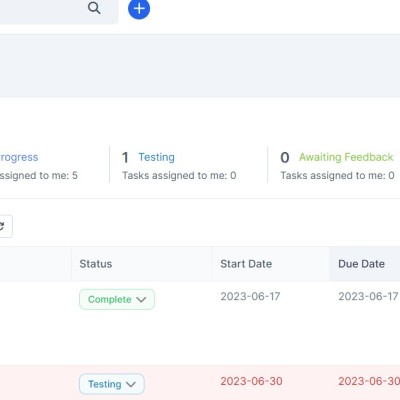 rogress
1 Testing
0 Awaiting Feedback
ssigned to me: 5
Tasks assigned to me: 0
Tasks assigned to me: 0
Status
Start Date
Due Date
Complete
2023-06-17
2023-06-17
Testing
2023-06-30
2023-06-30